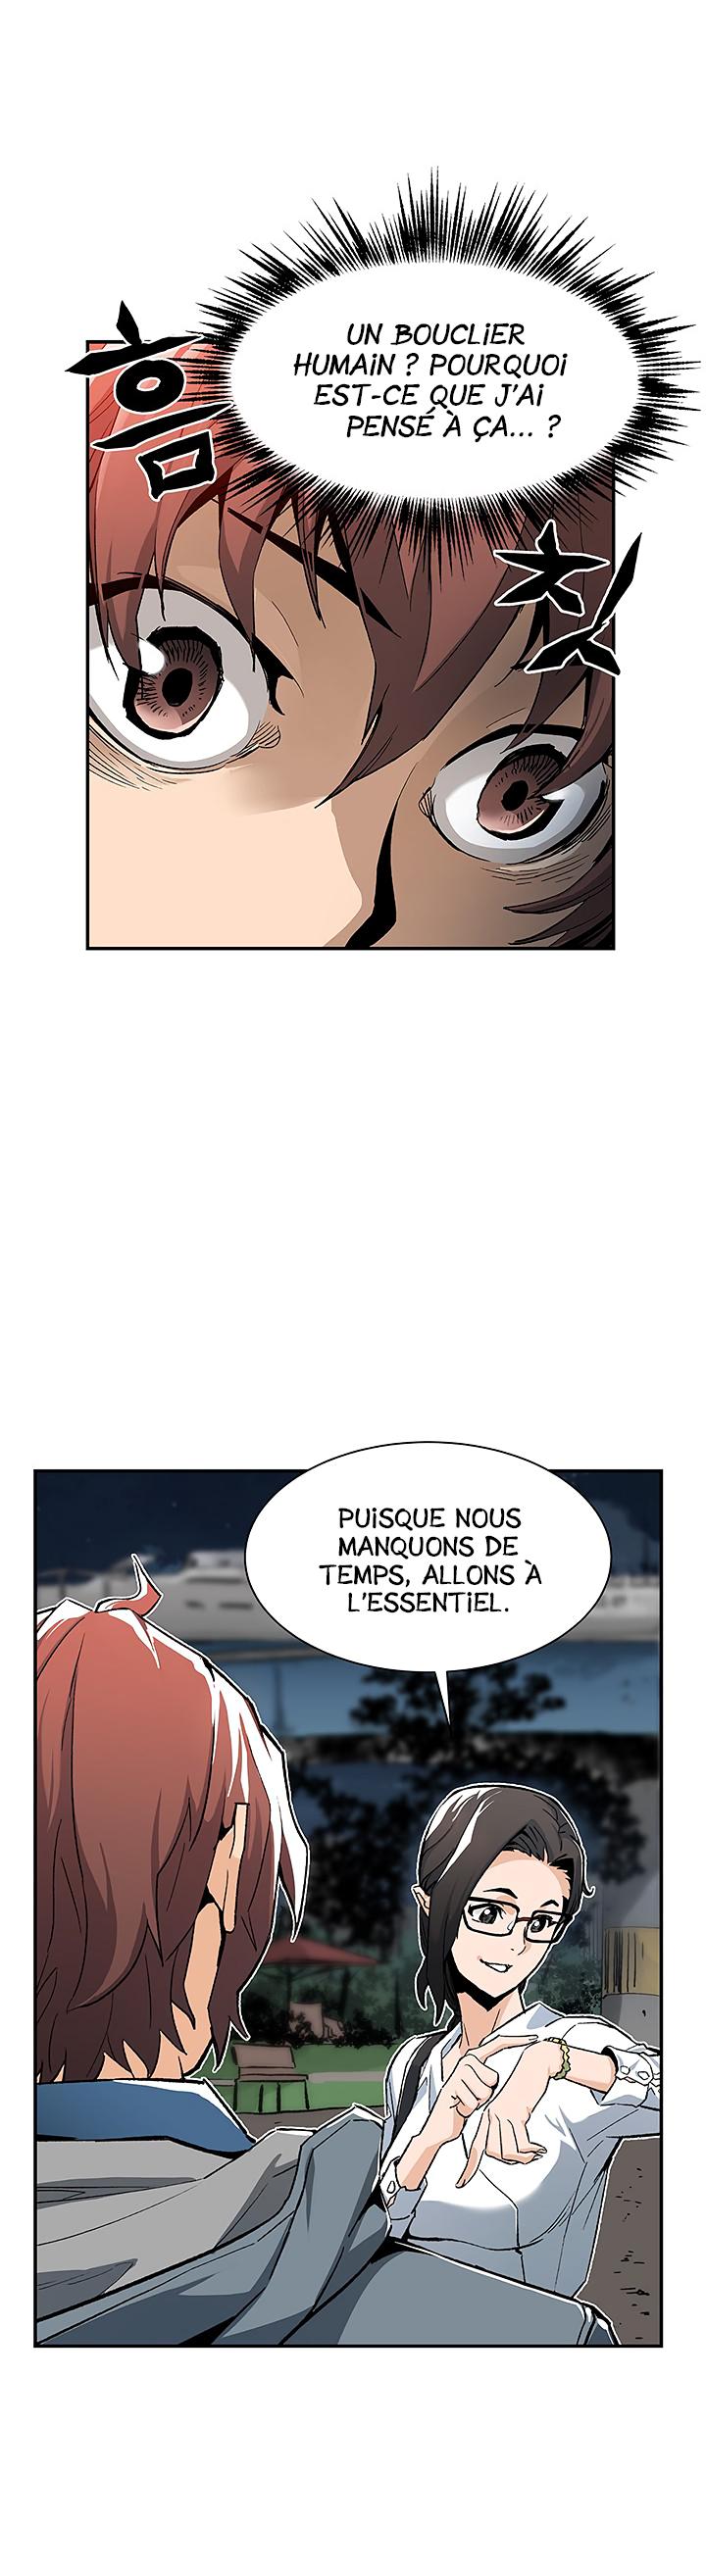 UN BOUCLIER
HUMAIN ? POURQUOI
EST-CE QUE J'AI
PENSÉ À ÇA... ?
흠
칫
PUISQUE NOUS
MANQUONS DE
TEMPS, ALLONS À
L'ESSENTIEL.